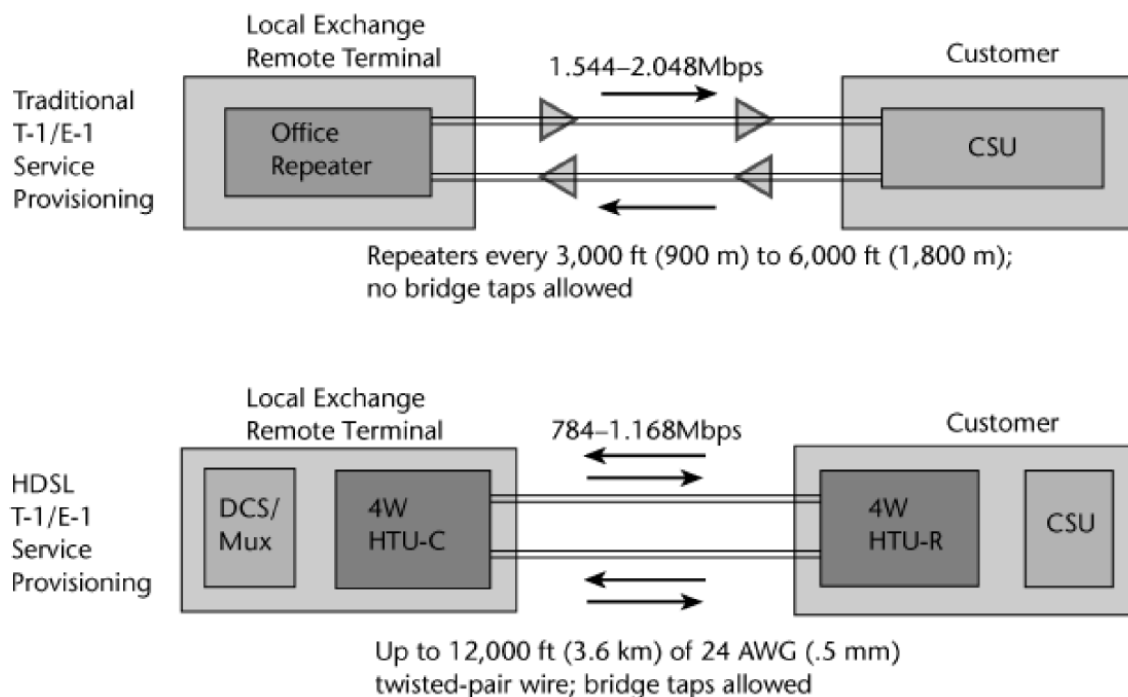 Local Exchange
Remote Terminal
Customer
1.544–2.048Mbps
Traditional
T-1/E-1
Service
Provisioning
Office
Repeater
CSU
Repeaters every 3,000 ft (900 m) to 6,000 ft (1,800 m);
no bridge taps allowed
Local Exchange
Remote Terminal
Customer
784–1.168Mbps
HDSL
T-1/E-1
Service
Provisioning
DCS/
Mux
4W
HTU-C
4W
HTU-R
CSU
Up to 12,000 ft (3.6 km) of 24 AWG (.5 mm)
twisted-pair wire; bridge taps allowed